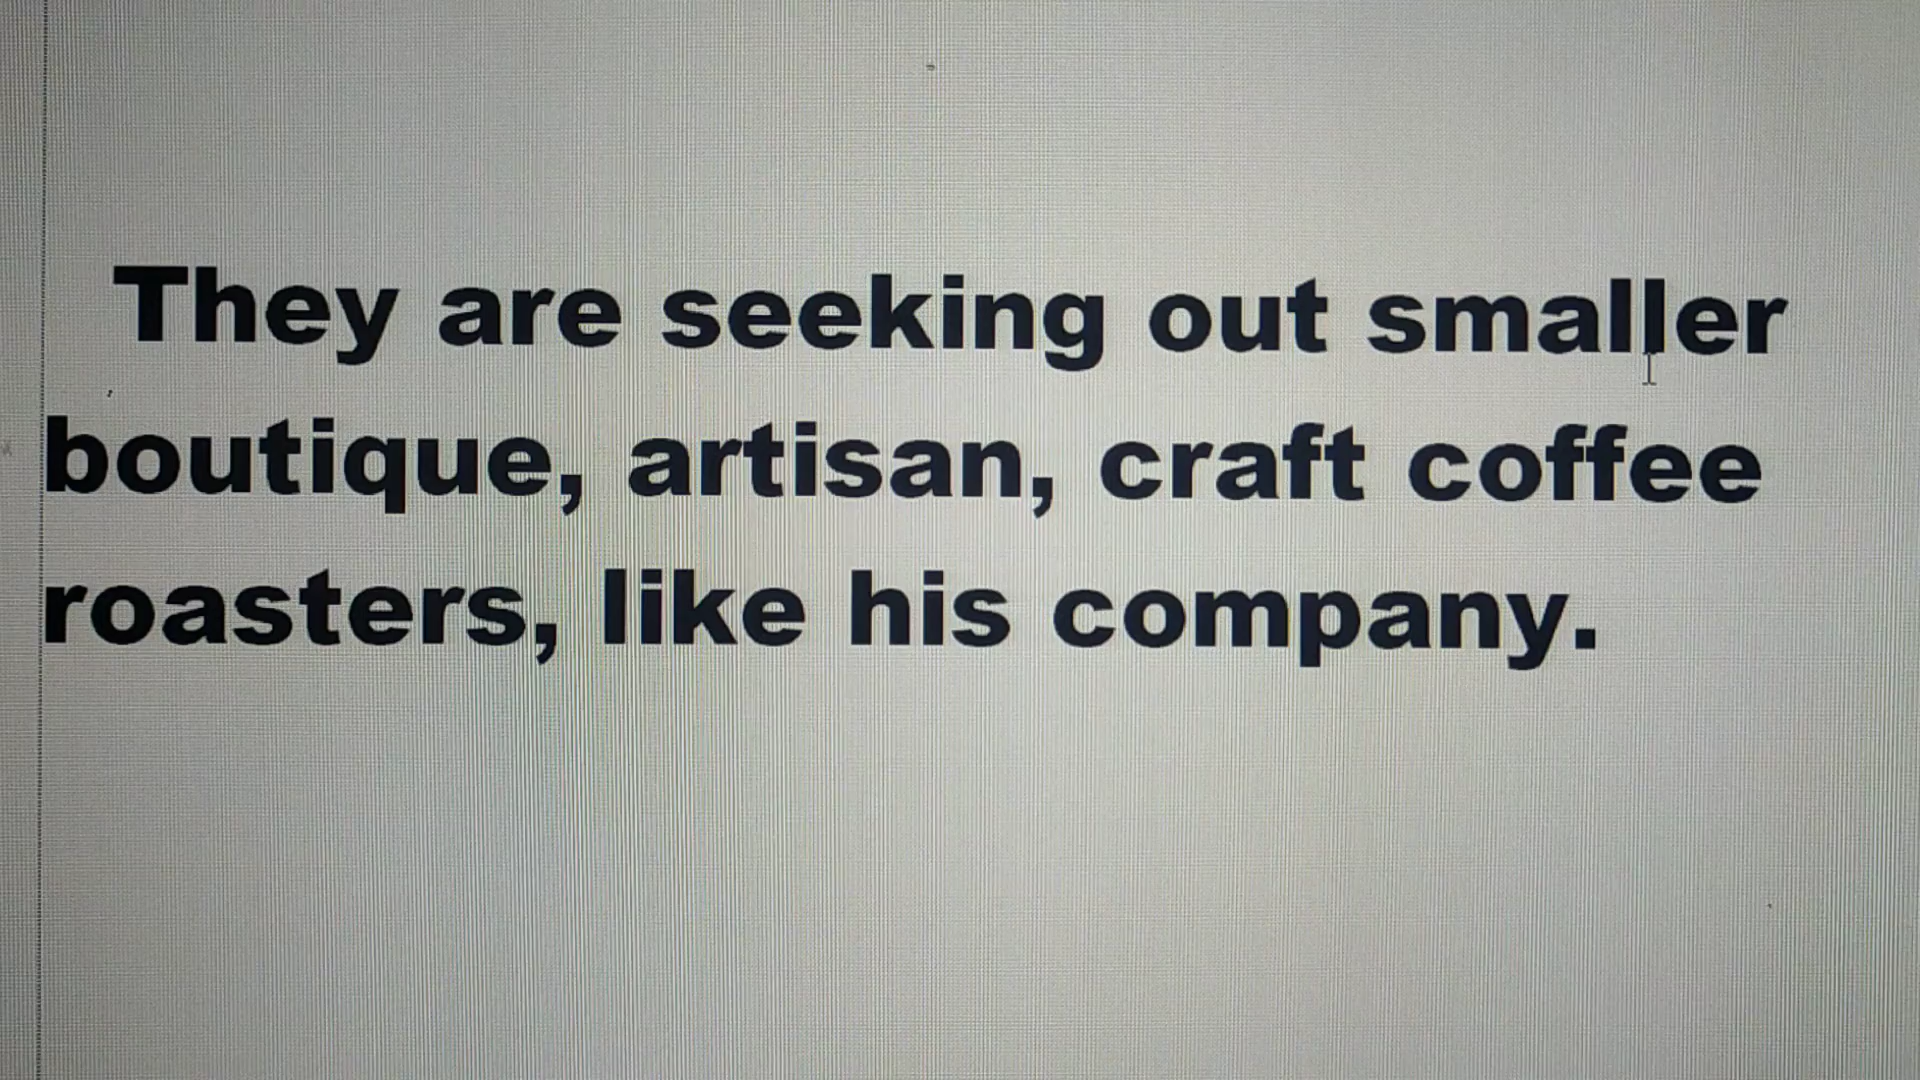 They are seeking out smaller
boutique, artisan, craft coffee
roasters, like his company.